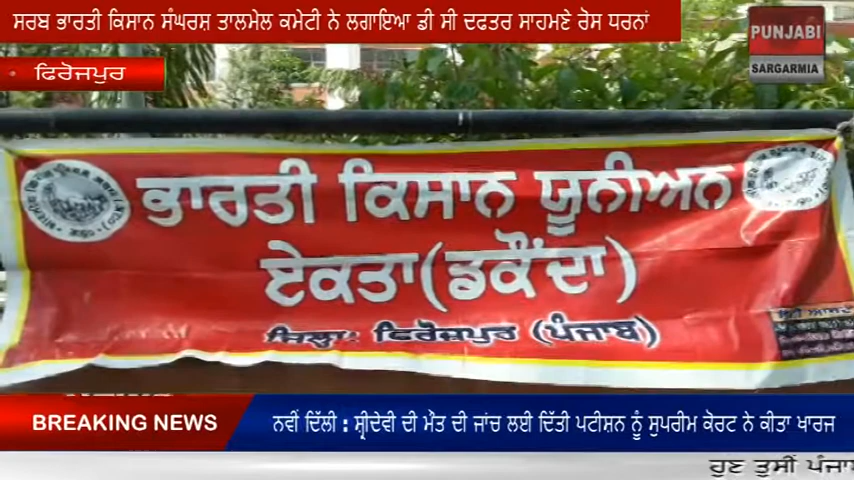 ਸਰਬ ਭਾਰਤੀ ਕਿਸਾਨ ਸੰਘਰਸ਼ ਤਾਲਮੇਲ ਕਮੇਟੀ ਨੇ ਲਗਾਇਆ ਡੀ ਸੀ ਦਫਤਰ ਸਾਹਮਣੇ ਰੋਸ ਧਰਨਾਂ
PUNJABI
SARGARMIA
ਫਿਰੋਜਪੁਰ
ਭਾਰਤੀ ਕਿਸਾਨ ਯੂਨੀਅਨ
ਏਕਤਾ(ਡਕੌਂਦਾ)
ਜਿਲ੍ਹਾ: ਫਿਰੋਜ਼ਪੁਰ (ਪੰਜਾਬ)
BREAKING NEWS
ਨਵੀਂ ਦਿੱਲੀ : ਸ਼੍ਰੀਦੇਵੀ ਦੀ ਮੌਤ ਦੀ ਜਾਂਚ ਲਈ ਦਿੱਤੀ ਪਟੀਸ਼ਨ ਨੂੰ ਸੁਪਰੀਮ ਕੋਰਟ ਨੇ ਕੀਤਾ ਖਾਰਜ
ਹੁਣ ਤੁਸੀਂ ਪੰਜਾਬ